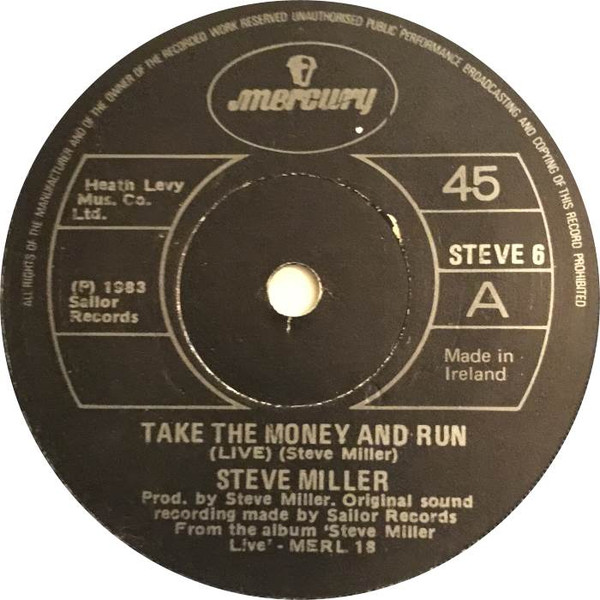 ALL RIGHTS OF THE MANUFACTURER AND OF THE OWNER OF THE RECORDED WORK RESERVED UNAUTHORISED PUBLIC PERFORMANCE BROADCASTING AND COPYING OF THIS RECORD PROHIBITED
mercury
Heath Levy
Mus. Co.
Ltd.
45
STEVE 6
(P) 1983
Sailor
Records
A
Made in
Ireland
TAKE THE MONEY AND RUN
(LIVE) (Steve Miller)
STEVE MILLER
Prod. by Steve Miller. Original sound
recording made by Sailor Records
From the album 'Steve Miller
Live' - MERL 18